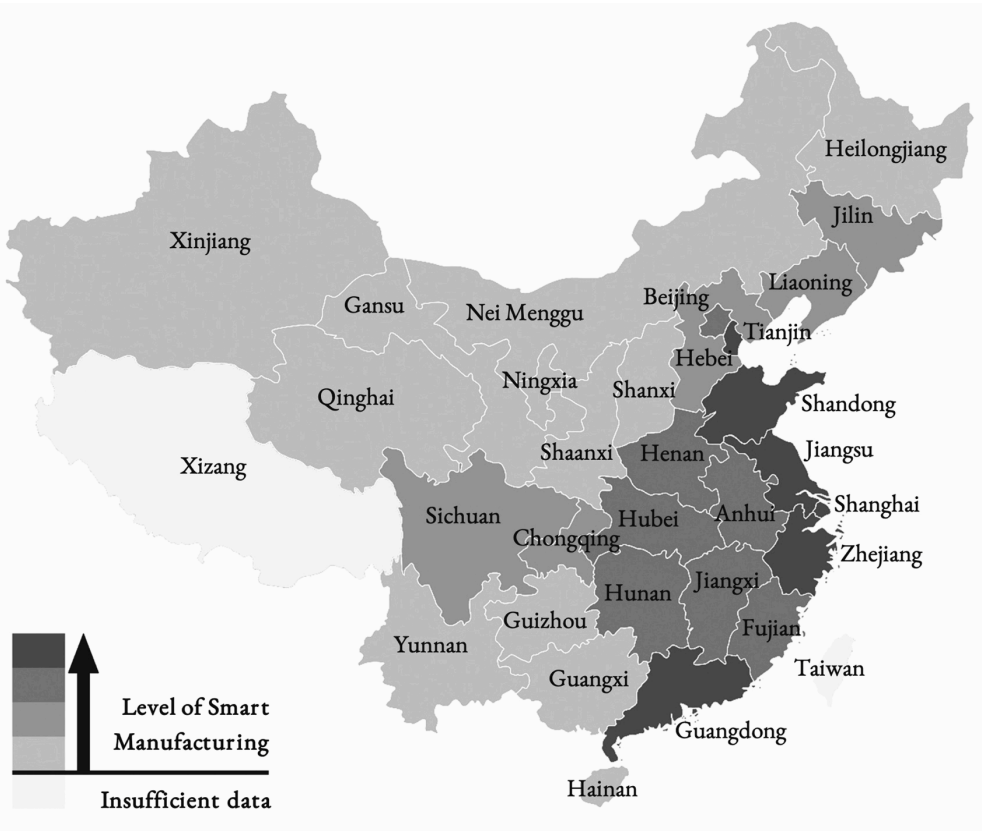 Heilongjiang
Jilin
Xinjiang
Liaoning
Beijing
Gansu
Nei Menggu
Tianjin
Hebei
Ningxia
Shanxi
Qinghai
Shandong
Shaanxi
Henan
Jiangsu
Xizang
Shanghai
Sichuan
Hubei
Anhui
Chongqing
Zhejiang
Jiangxi
Hunan
Guizhou
Fujian
Yunnan
Taiwan
Guangxi
Guangdong
Hainan
Level of Smart
Manufacturing
Insufficient data